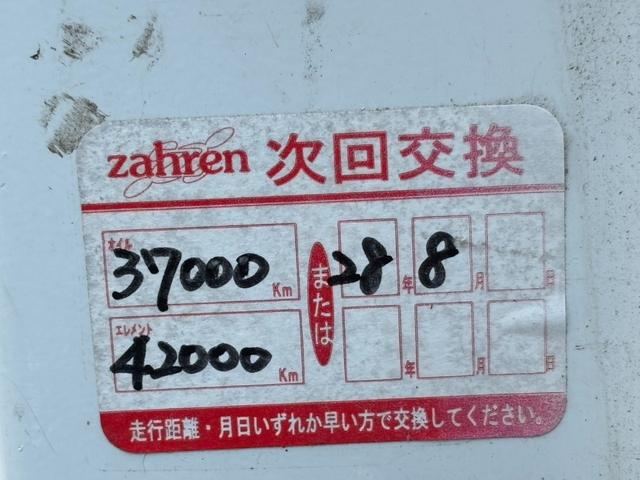 zahren 次回交換
オイル
37000 Km
または
28年 8月 日
エレメント
42000 Km
年 月 日
走行距離・月日いずれか早い方で交換してください。